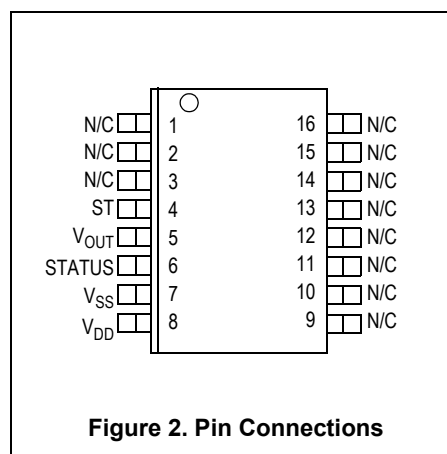 N/C 1 16 N/C
N/C 2 15 N/C
N/C 3 14 N/C
ST 4 13 N/C
VOUT 5 12 N/C
STATUS 6 11 N/C
VSS 7 10 N/C
VDD 8 9 N/C
Figure 2. Pin Connections